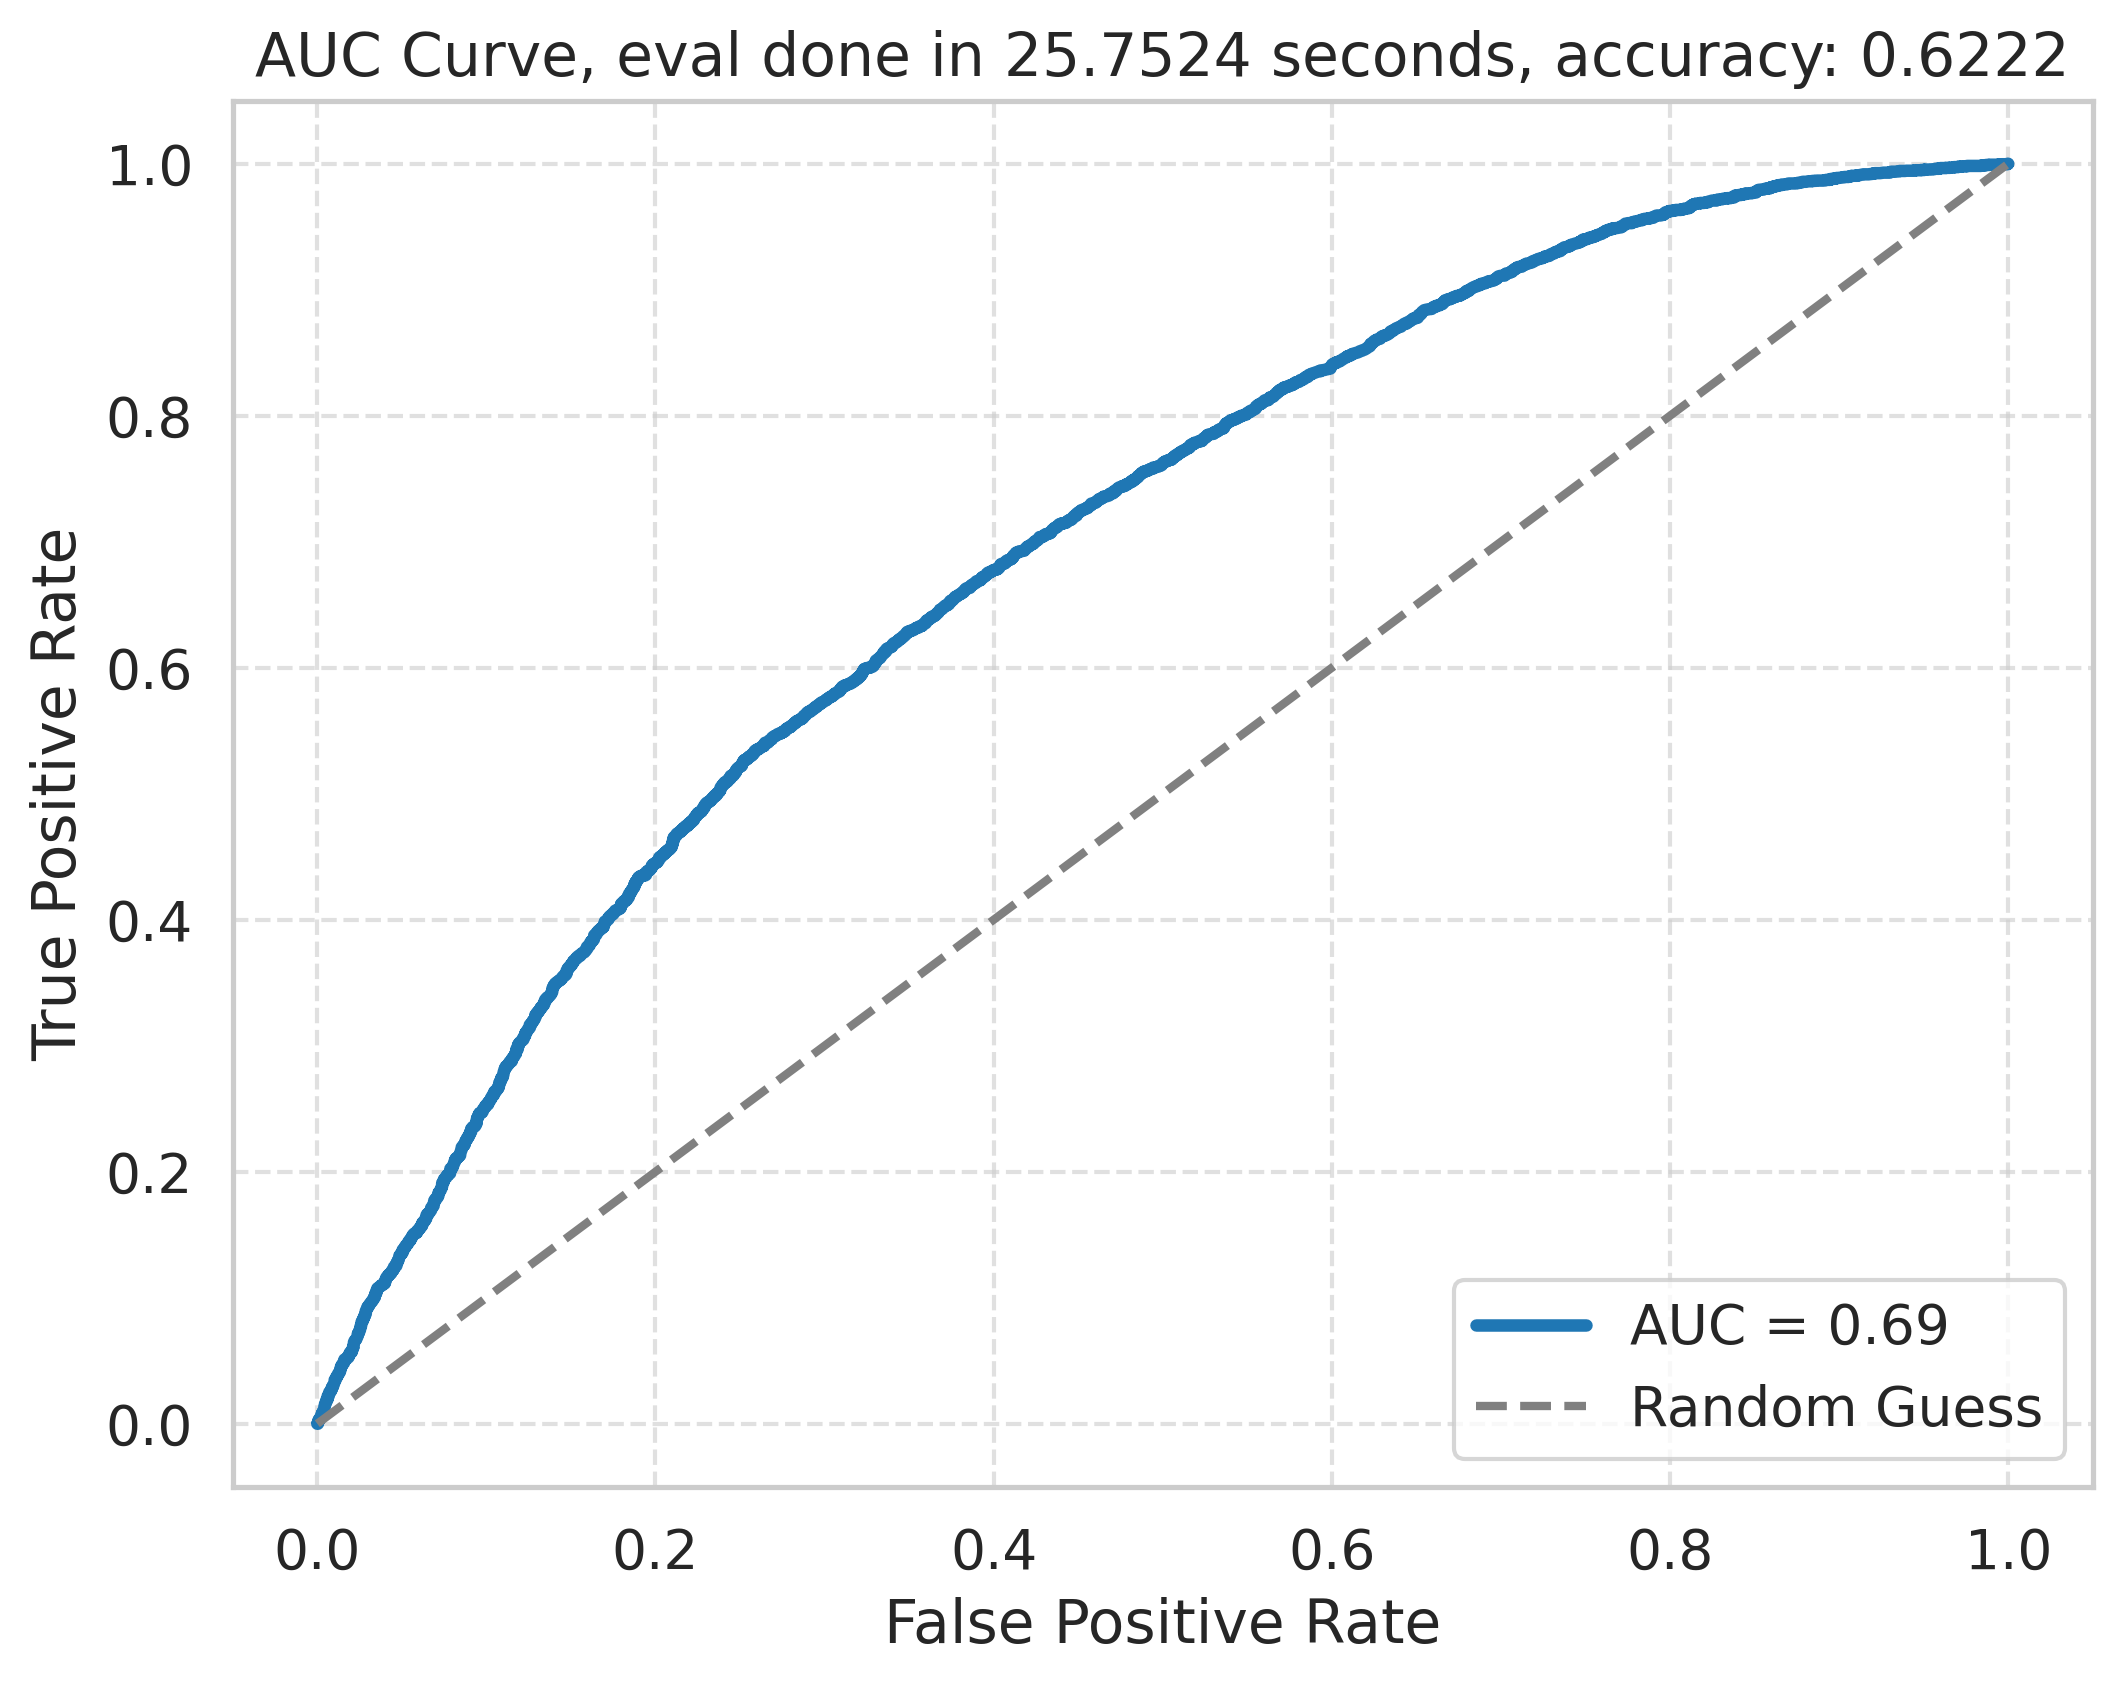 AUC Curve, eval done in 25.7524 seconds, accuracy: 0.6222
True Positive Rate
1.0
0.8
0.6
0.4
0.2
0.0
AUC = 0.69
Random Guess
0.0 0.2 0.4 0.6 0.8 1.0
False Positive Rate